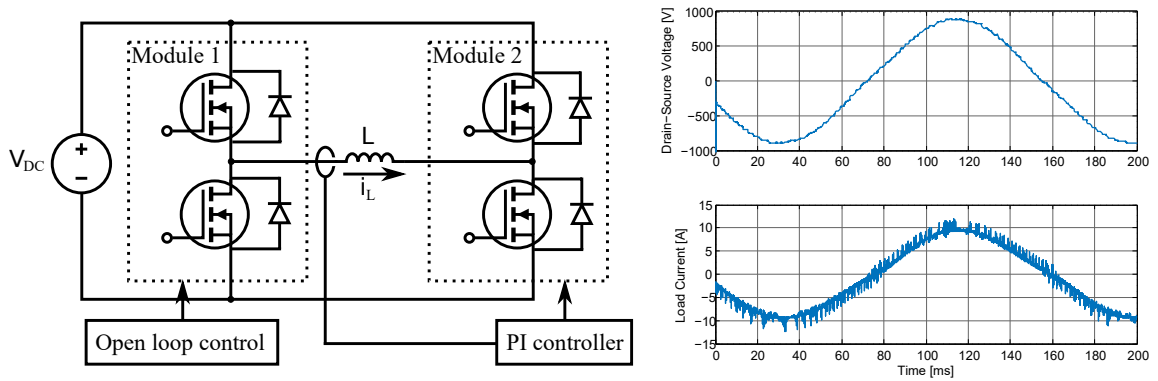 Module 1
Module 2
V_DC
+
−
L
i_L
Open loop control
PI controller
Drain−Source Voltage [V]
1000
500
0
−500
−1000
0 20 40 60 80 100 120 140 160 180 200
Load Current [A]
15
10
5
0
−5
−10
−15
0 20 40 60 80 100 120 140 160 180 200
Time [ms]